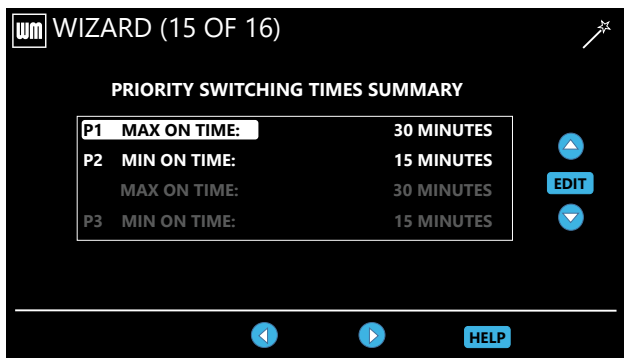 wm WIZARD (15 OF 16)
PRIORITY SWITCHING TIMES SUMMARY
P1 MAX ON TIME: 30 MINUTES
P2 MIN ON TIME: 15 MINUTES
EDIT
MAX ON TIME: 30 MINUTES
P3 MIN ON TIME: 15 MINUTES
HELP